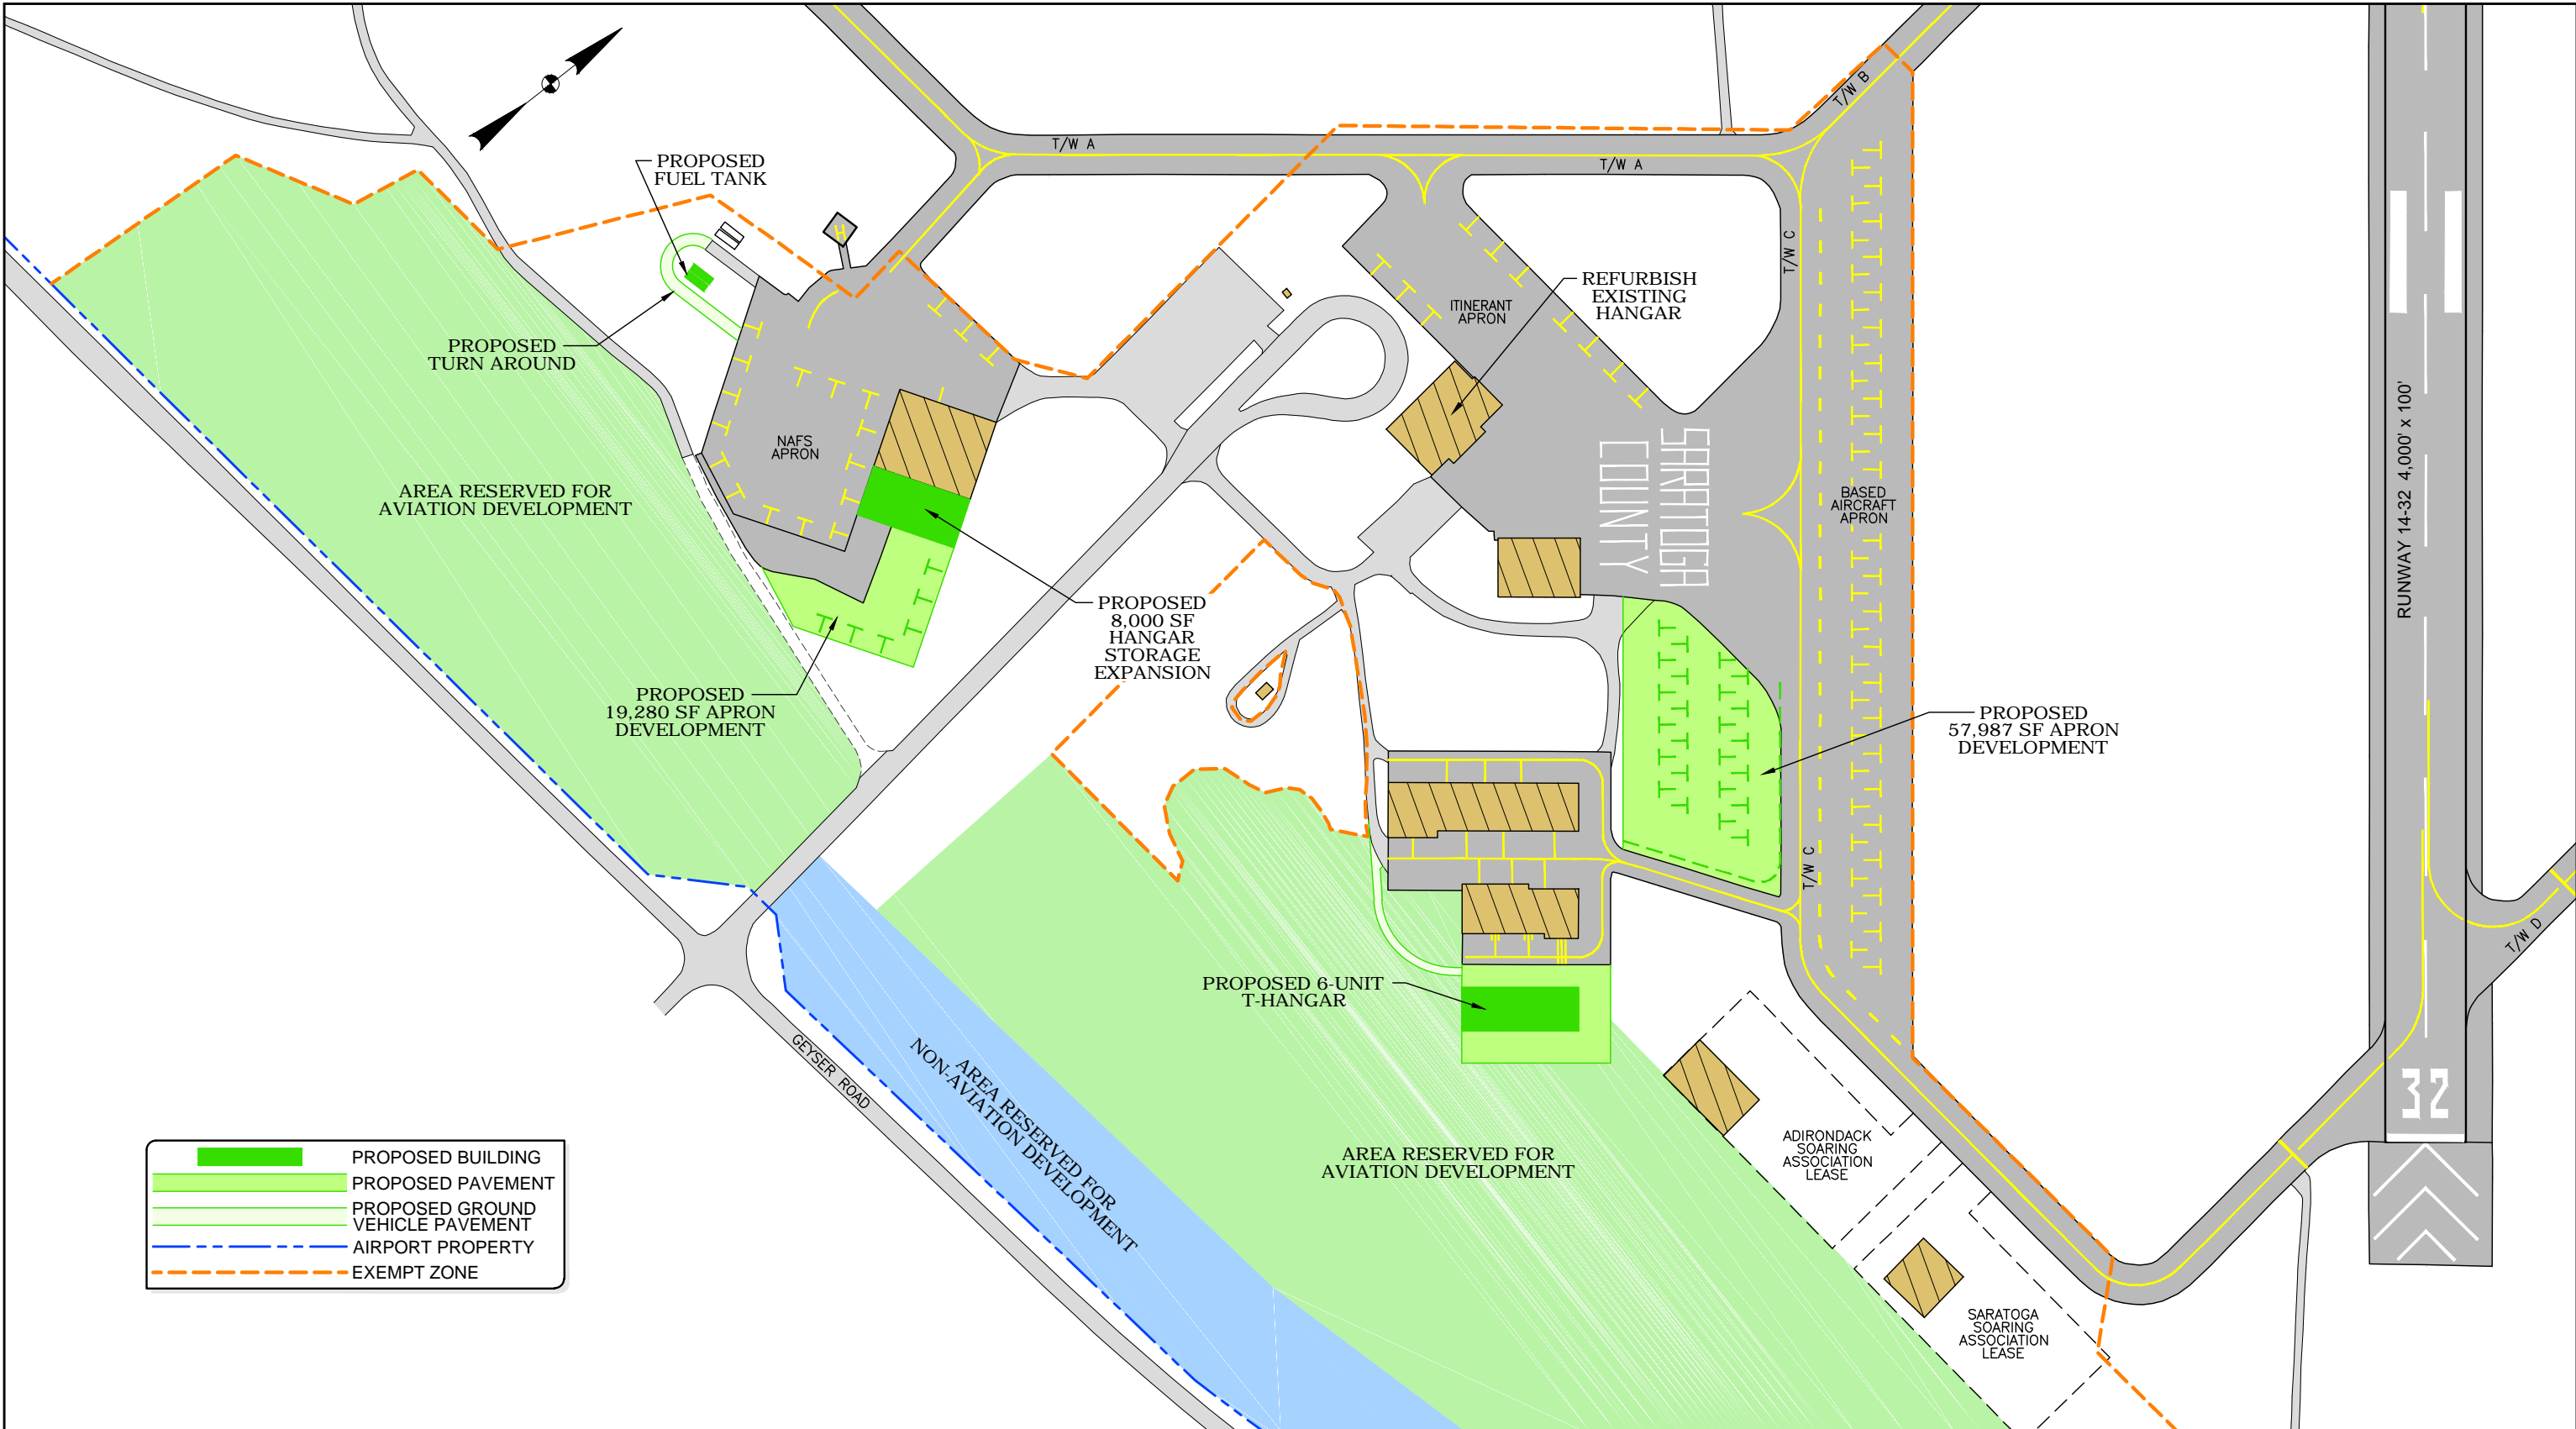 T/W A
T/W A
T/W B
PROPOSED
FUEL TANK
H
T/W C
REFURBISH
EXISTING
HANGAR
ITINERANT
APRON
PROPOSED
TURN AROUND
NAFS
APRON
AREA RESERVED FOR
AVIATION DEVELOPMENT
SARATOGA
COUNTY
BASED
AIRCRAFT
APRON
RUNWAY 14-32 4,000' x 100'
PROPOSED
8,000 SF
HANGAR
STORAGE
EXPANSION
PROPOSED
19,280 SF APRON
DEVELOPMENT
PROPOSED
57,987 SF APRON
DEVELOPMENT
T/W C
T/W D
PROPOSED 6-UNIT
T-HANGAR
GEYSER ROAD
AREA RESERVED FOR
NON-AVIATION DEVELOPMENT
AREA RESERVED FOR
AVIATION DEVELOPMENT
32
ADIRONDACK
SOARING
ASSOCIATION
LEASE
SARATOGA
SOARING
ASSOCIATION
LEASE
PROPOSED BUILDING
PROPOSED PAVEMENT
PROPOSED GROUND
VEHICLE PAVEMENT
AIRPORT PROPERTY
EXEMPT ZONE